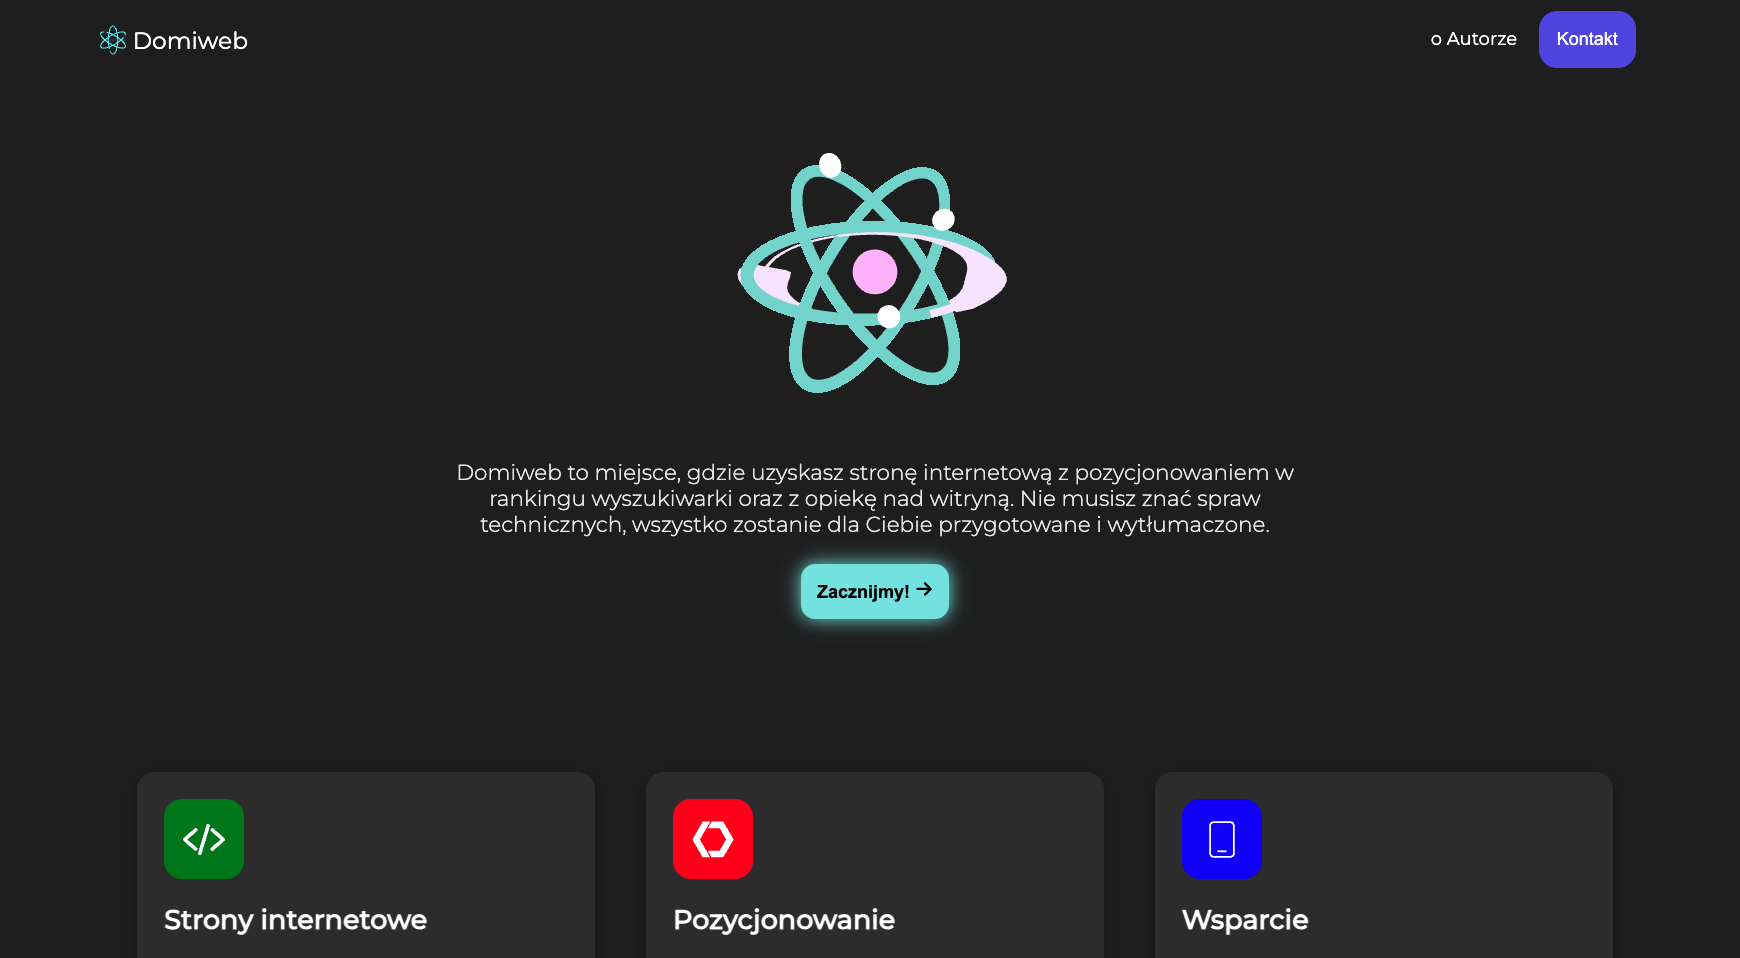 Domiweb
o Autorze
Kontakt
Domiweb to miejsce, gdzie uzyskasz stronę internetową z pozycjonowaniem w
rankingu wyszukiwarki oraz z opiekę nad witryną. Nie musisz znać spraw
technicznych, wszystko zostanie dla Ciebie przygotowane i wytłumaczone.
Zacznijmy!
Strony internetowe
Pozycjonowanie
Wsparcie